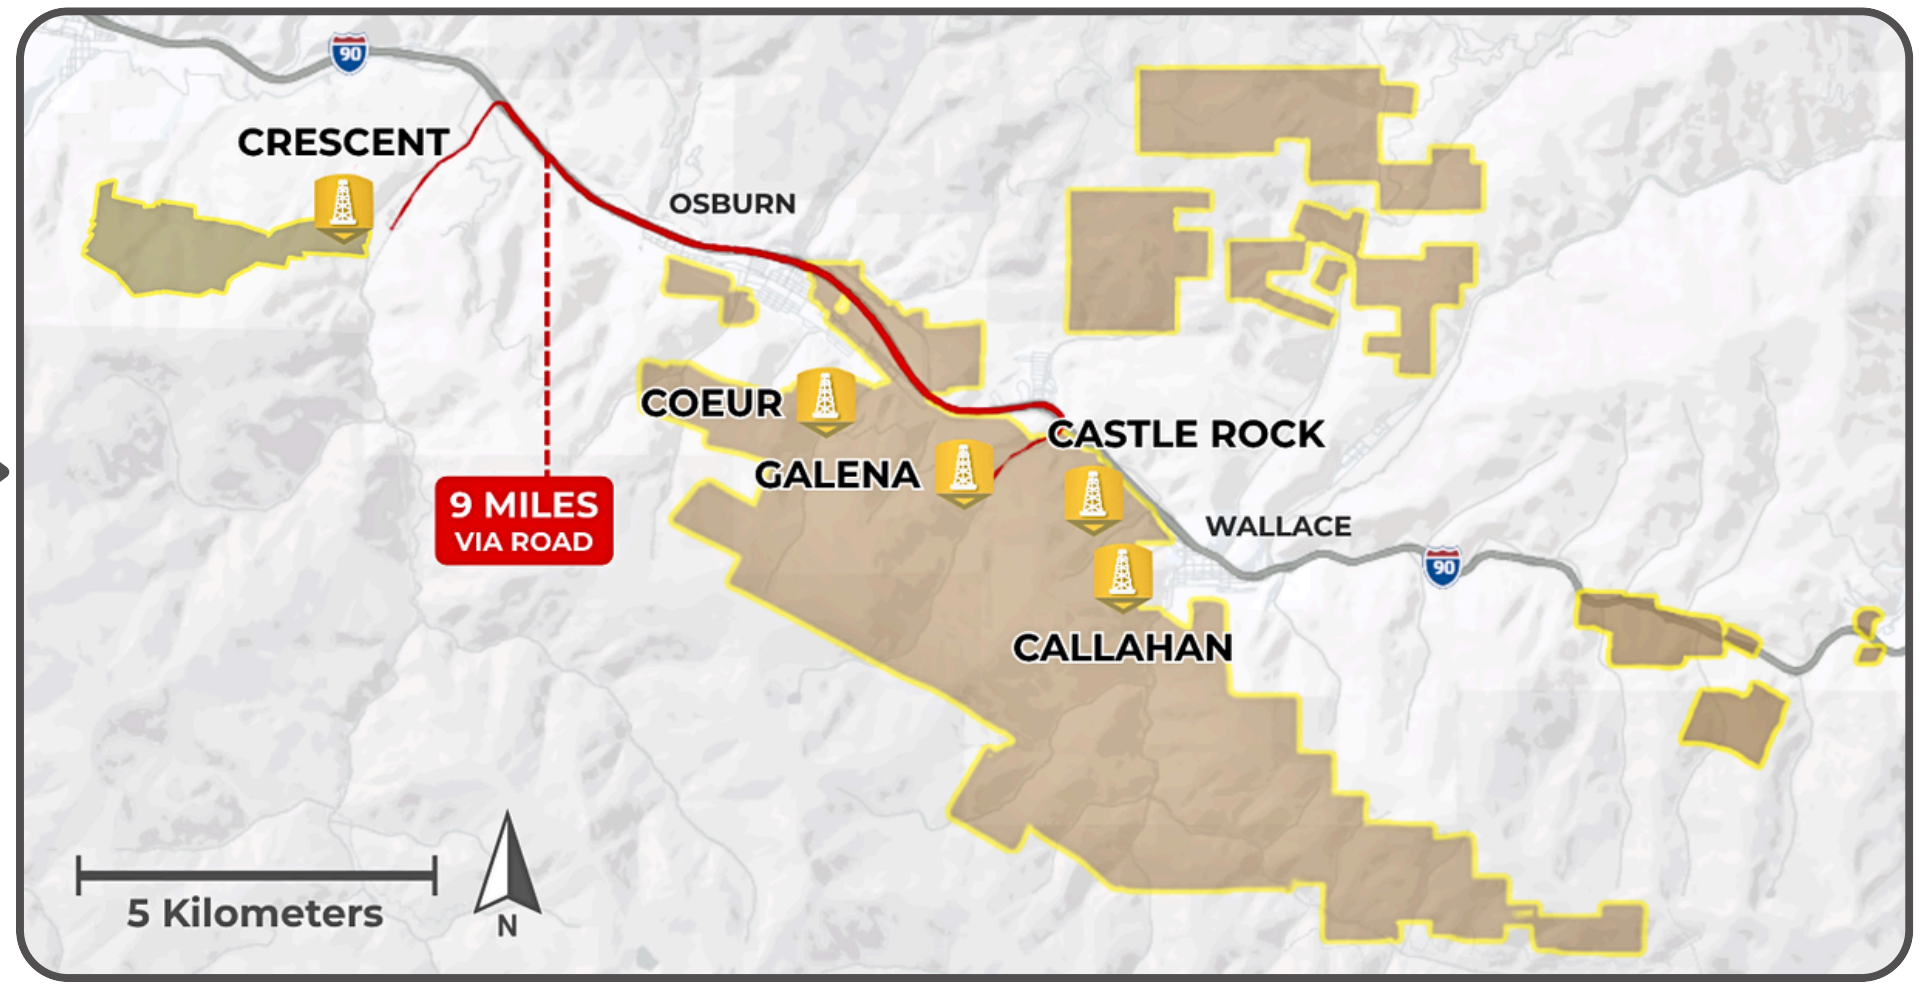 90
CRESCENT
OSBURN
COEUR
CASTLE ROCK
GALENA
9 MILES
VIA ROAD
WALLACE
90
CALLAHAN
5 Kilometers
N